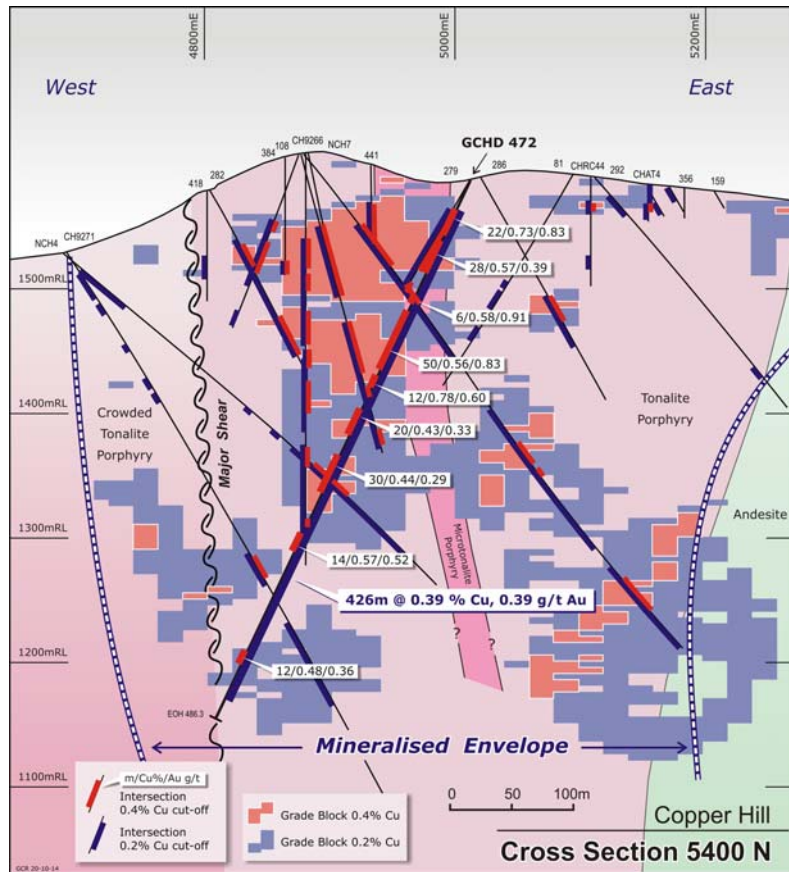 4800mE
5000mE
5200mE
West
East
GCHD 472
NCH4
CH9271
418
282
384
108
CH9266
NCH7
441
279
286
81
CHRC44
292
CHAT4
356
159
22/0.73/0.83
28/0.57/0.39
6/0.58/0.91
50/0.56/0.83
12/0.78/0.60
20/0.43/0.33
30/0.44/0.29
14/0.57/0.52
426m @ 0.39 % Cu, 0.39 g/t Au
12/0.48/0.36
1500mRL
1400mRL
1300mRL
1200mRL
1100mRL
Crowded
Tonalite
Porphyry
Major Shear
Tonalite
Porphyry
Andesite
Microtonalite
Porphyry
?
?
EOH 486.3
Mineralised Envelope
m/Cu%/Au g/t
Intersection
0.4% Cu cut-off
Intersection
0.2% Cu cut-off
Grade Block 0.4% Cu
Grade Block 0.2% Cu
0 50 100m
Copper Hill
Cross Section 5400 N
GCR 20-10-14